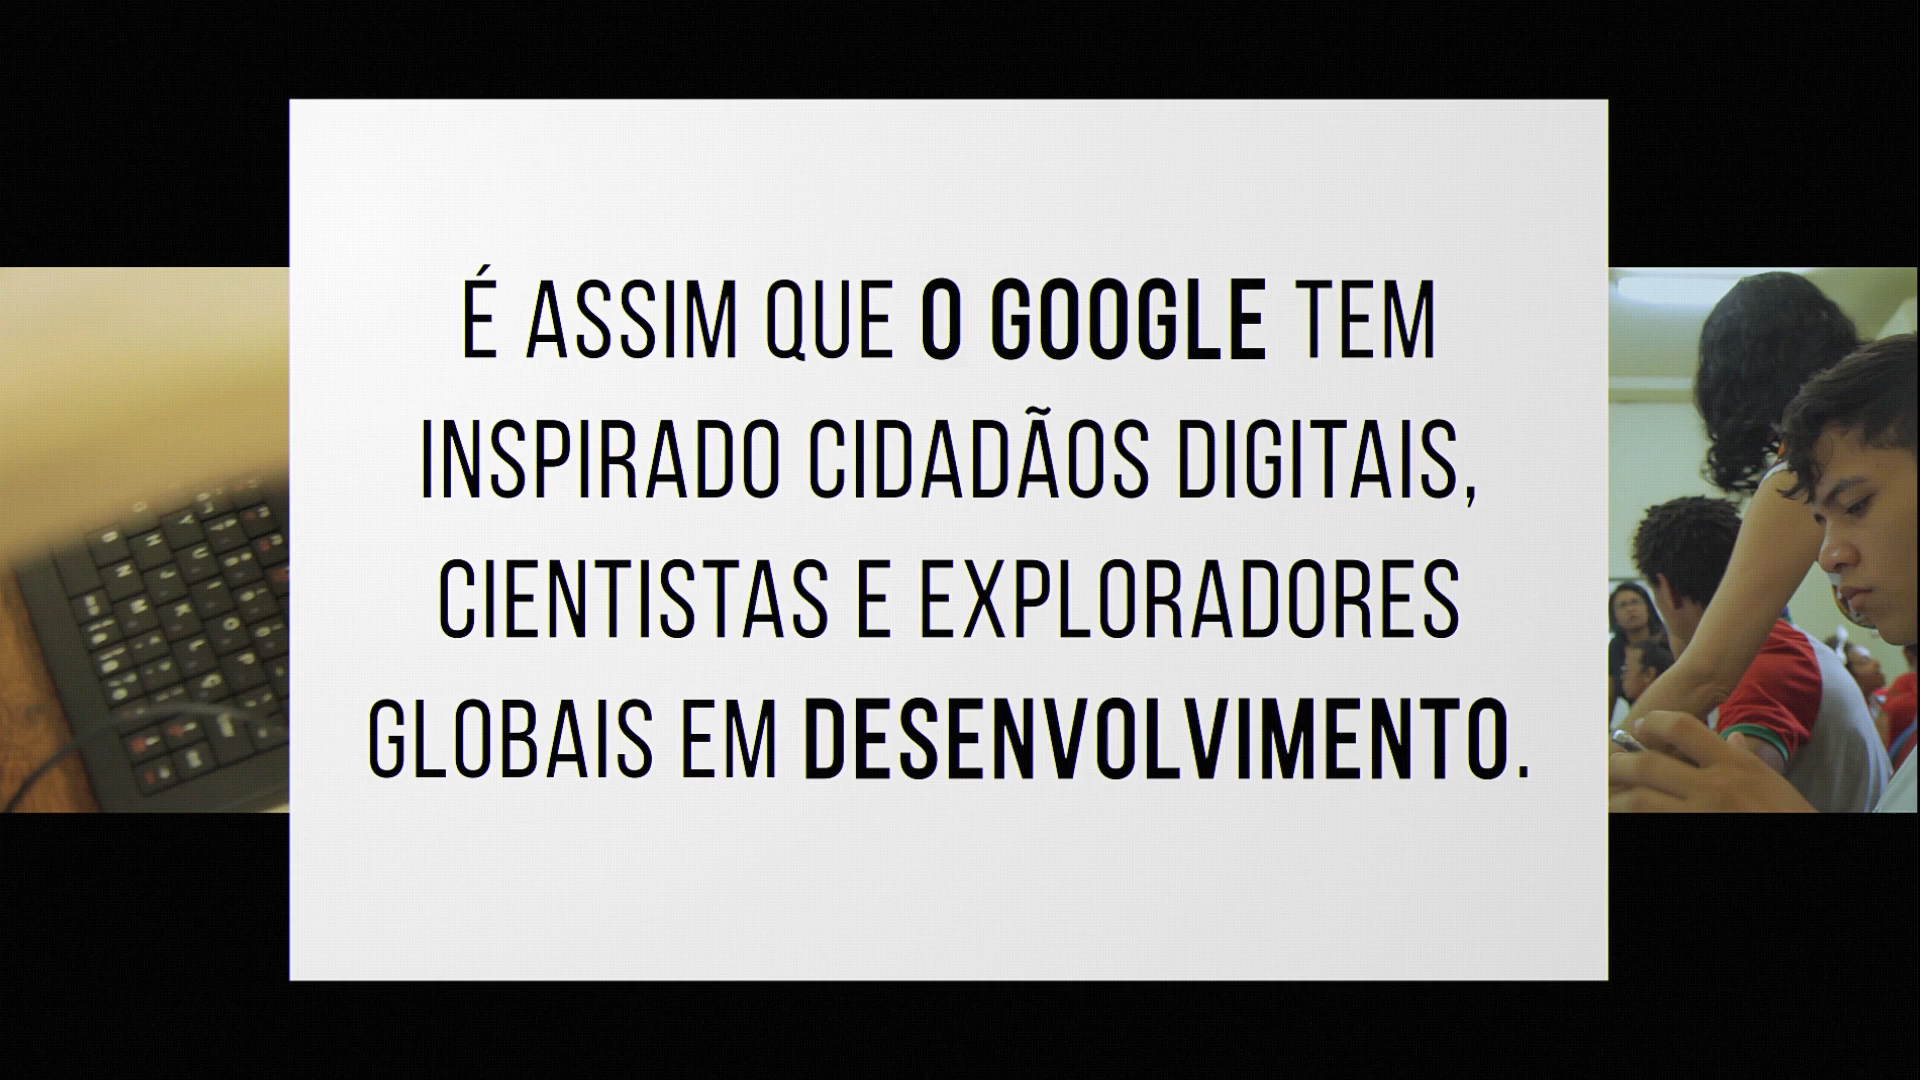 É ASSIM QUE O GOOGLE TEM
INSPIRADO CIDADÃOS DIGITAIS,
CIENTISTAS E EXPLORADORES
GLOBAIS EM DESENVOLVIMENTO.